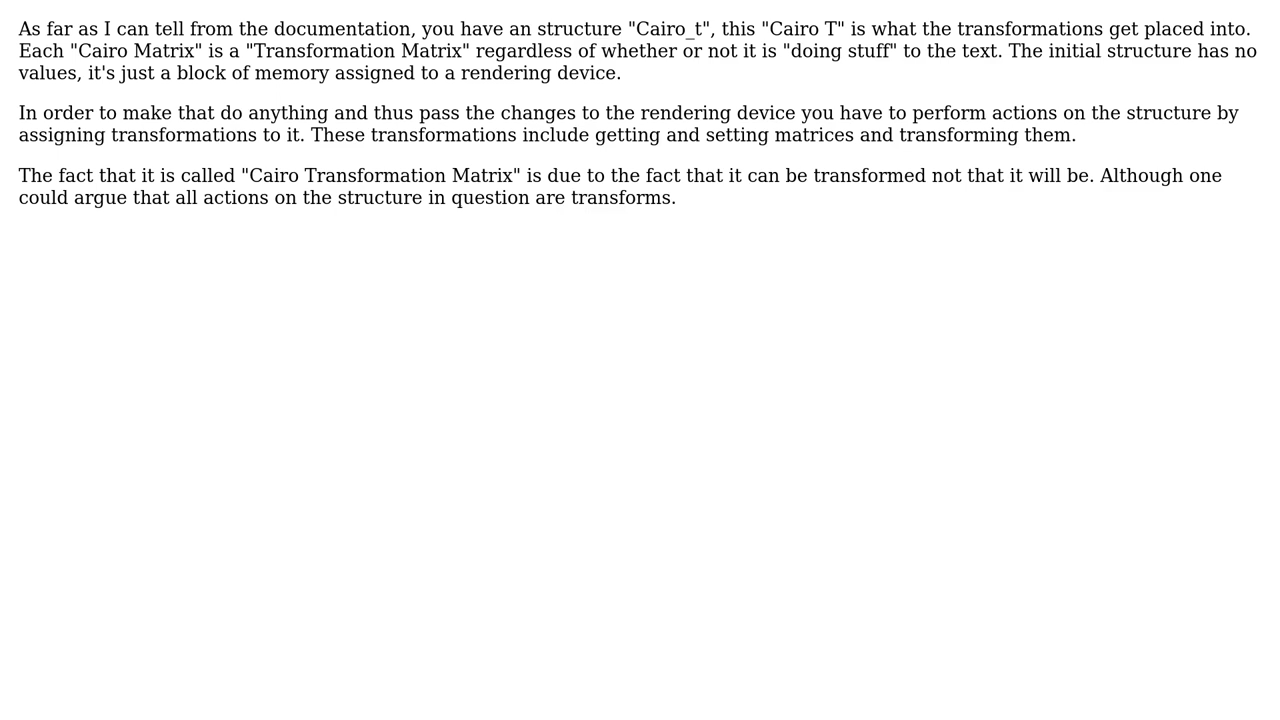 As far as I can tell from the documentation, you have an structure "Cairo_t", this "Cairo T" is what the transformations get placed into.
Each "Cairo Matrix" is a "Transformation Matrix" regardless of whether or not it is "doing stuff" to the text. The initial structure has no
values, it's just a block of memory assigned to a rendering device.
In order to make that do anything and thus pass the changes to the rendering device you have to perform actions on the structure by
assigning transformations to it. These transformations include getting and setting matrices and transforming them.
The fact that it is called "Cairo Transformation Matrix" is due to the fact that it can be transformed not that it will be. Although one
could argue that all actions on the structure in question are transforms.